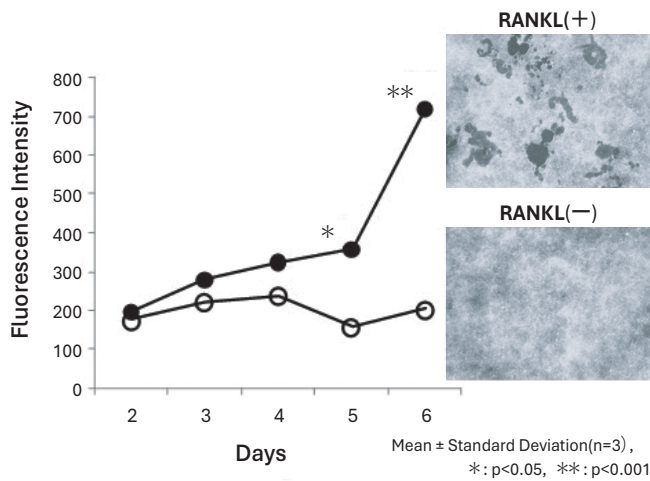 RANKL(+)
800
700
600
500
400
300
200
100
0
Fluorescence Intensity
**
*
2 3 4 5 6
Days
RANKL(−)
Mean ± Standard Deviation(n=3),
*: p<0.05, **: p<0.001